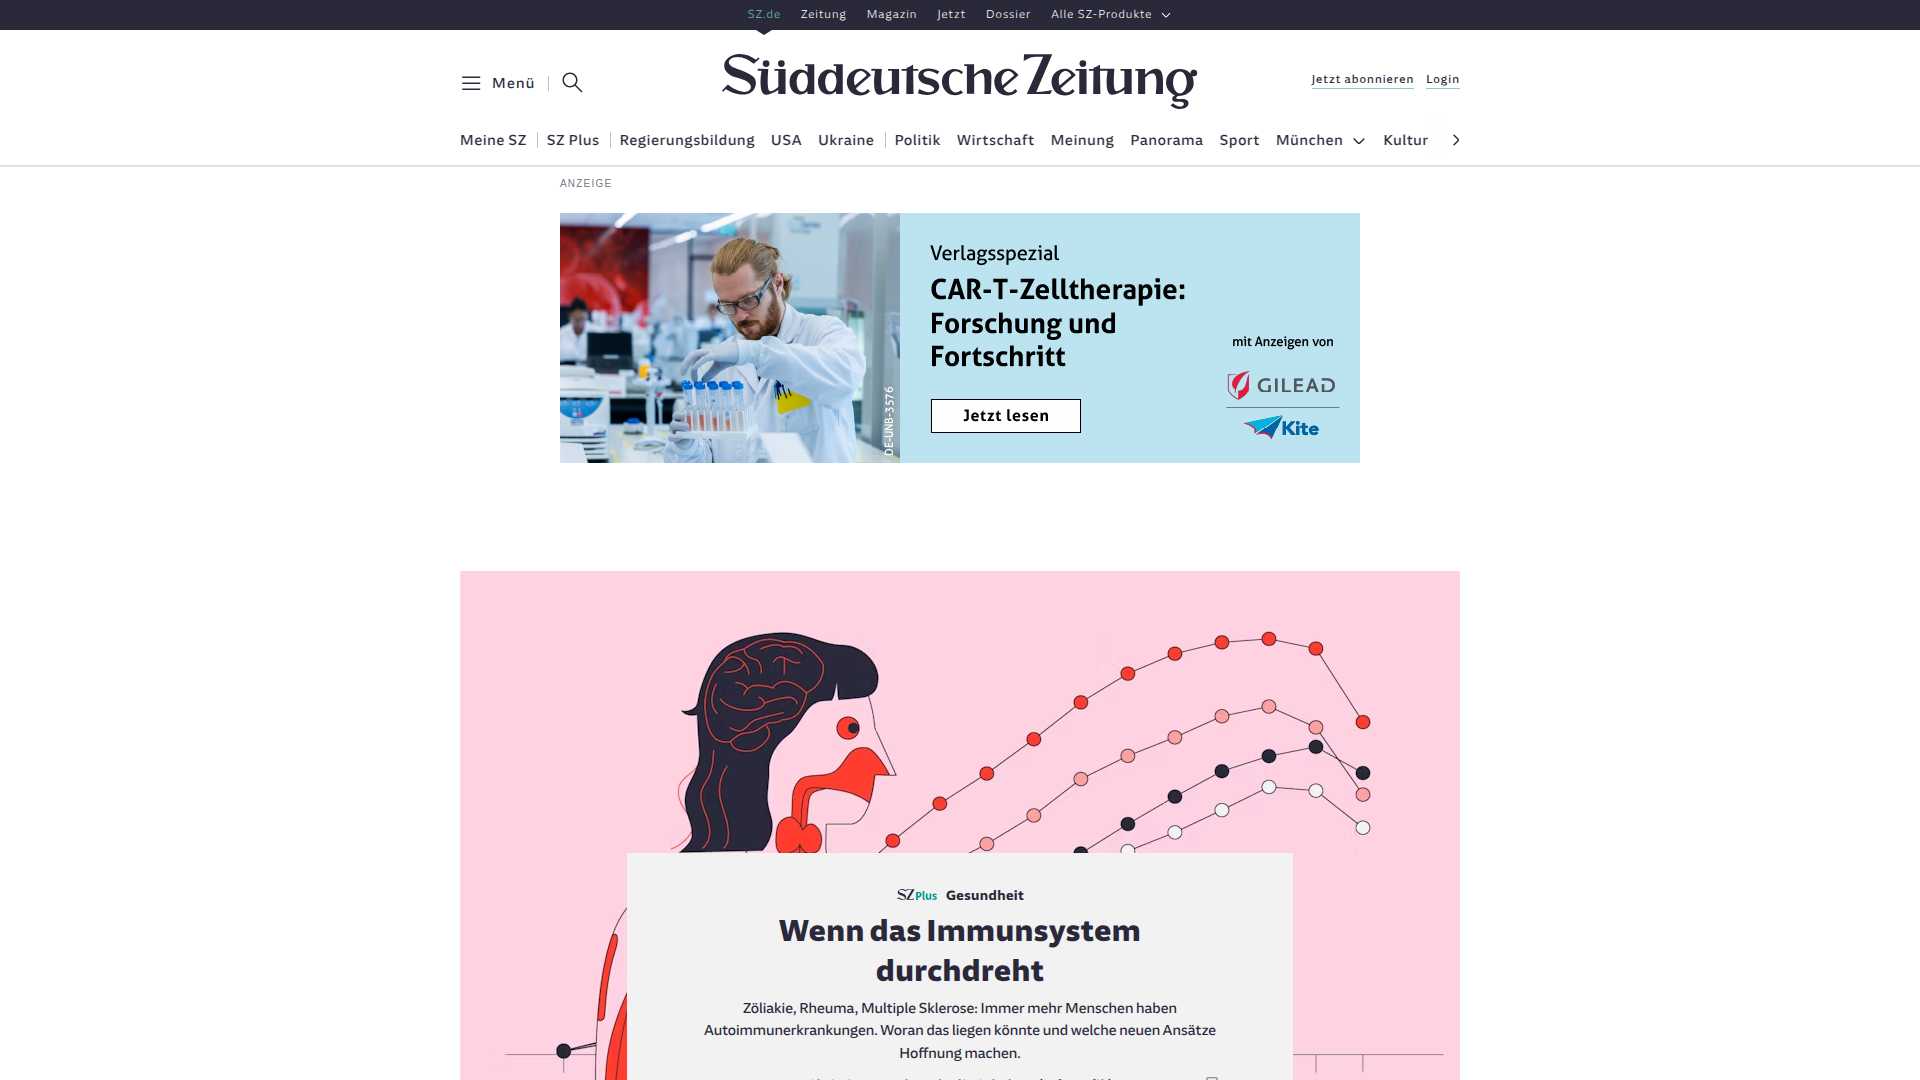 SZ.de Zeitung Magazin Jetzt Dossier Alle SZ-Produkte
Menü
Süddeutsche Zeitung
Jetzt abonnieren Login
Meine SZ SZ Plus Regierungsbildung USA Ukraine Politik Wirtschaft Meinung Panorama Sport München Kultur
ANZEIGE
Verlagsspezial
CAR-T-Zelltherapie:
Forschung und
Fortschritt
Jetzt lesen
mit Anzeigen von
GILEAD
Kite
DE-UNB-3576
SZ Plus Gesundheit
Wenn das Immunsystem
durchdreht
Zöliakie, Rheuma, Multiple Sklerose: Immer mehr Menschen haben
Autoimmunerkrankungen. Woran das liegen könnte und welche neuen Ansätze
Hoffnung machen.